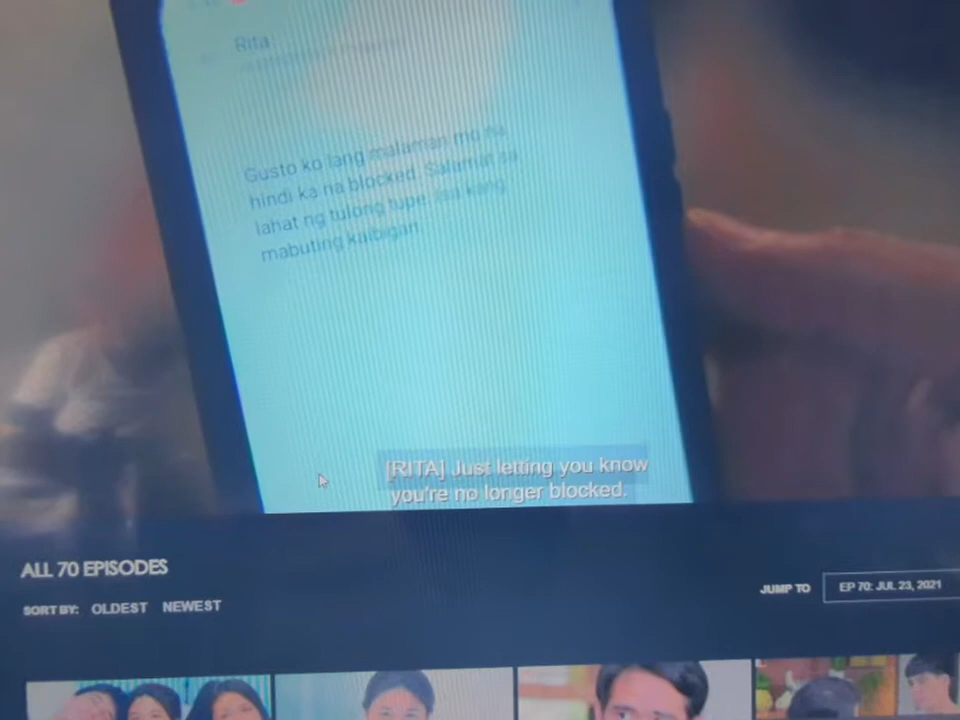 Rita:
Gusto ko lang malaman mo na
hindi ka na blocked. Salamat sa
lahat ng tulong tupe. Isa kang
mabuting kaibigan
[RITA] Just letting you know
you're no longer blocked.
ALL 70 EPISODES
SORT BY: OLDEST NEWEST
JUMP TO EP 70: JUL 23, 2021